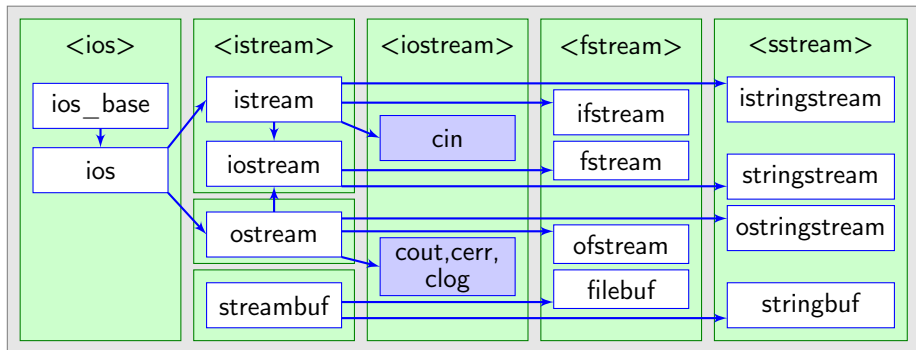 <ios>
<istream>
<iostream>
<fstream>
<sstream>
ios_base
ios
istream
iostream
ostream
streambuf
cin
cout,cerr,
clog
ifstream
fstream
ofstream
filebuf
istringstream
stringstream
ostringstream
stringbuf